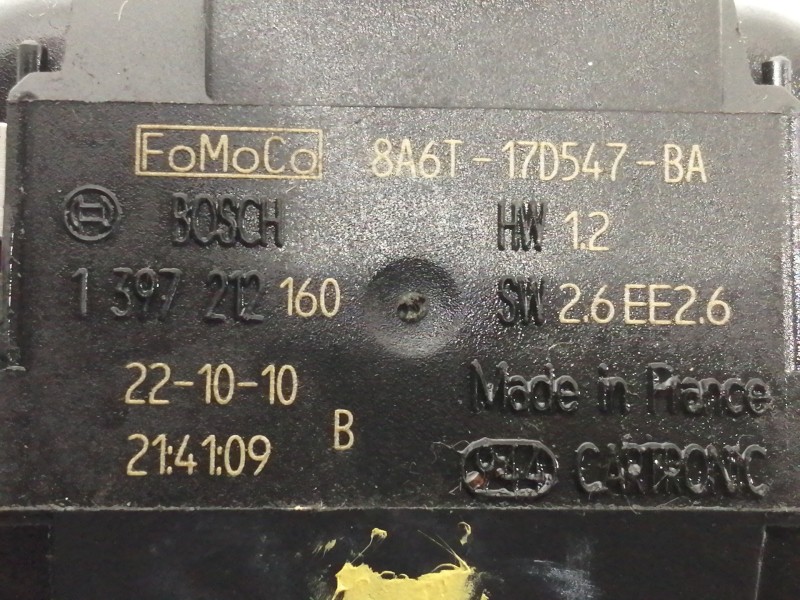 FoMoCo 8A6T-17D547-BA
BOSCH HW 1.2
1 397 212 160 SW 2.6 EE2.6
22-10-10 Made in France
21:41:09 B CARTRONIC